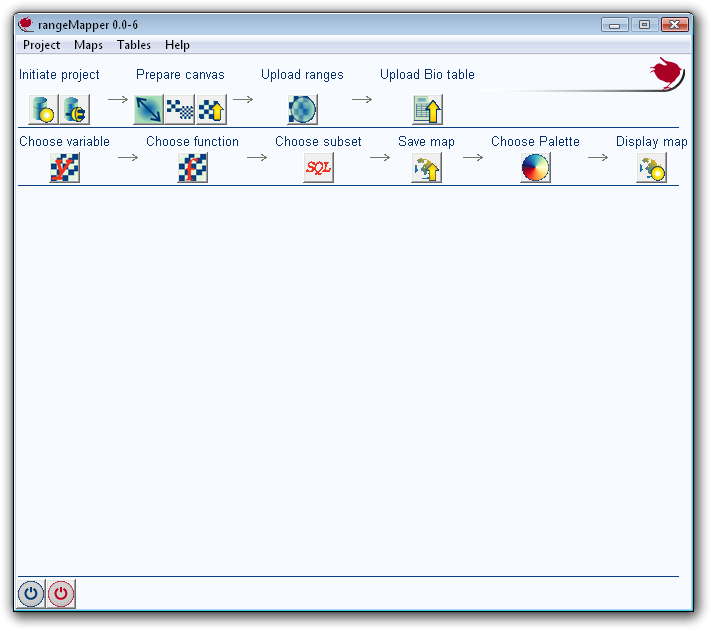 rangeMapper 0.0-6
Project Maps Tables Help
Initiate project Prepare canvas Upload ranges Upload Bio table
Choose variable Choose function Choose subset Save map Choose Palette Display map
y f SQL